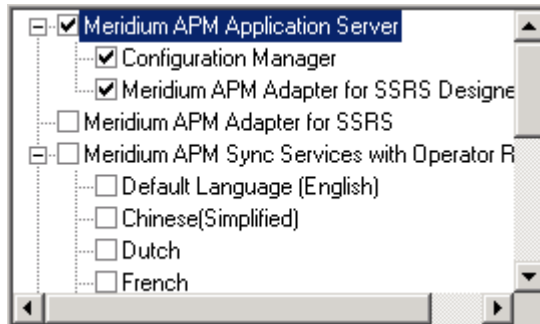 Meridium APM Application Server
Configuration Manager
Meridium APM Adapter for SSRS Designe
Meridium APM Adapter for SSRS
Meridium APM Sync Services with Operator R
Default Language (English)
Chinese(Simplified)
Dutch
French